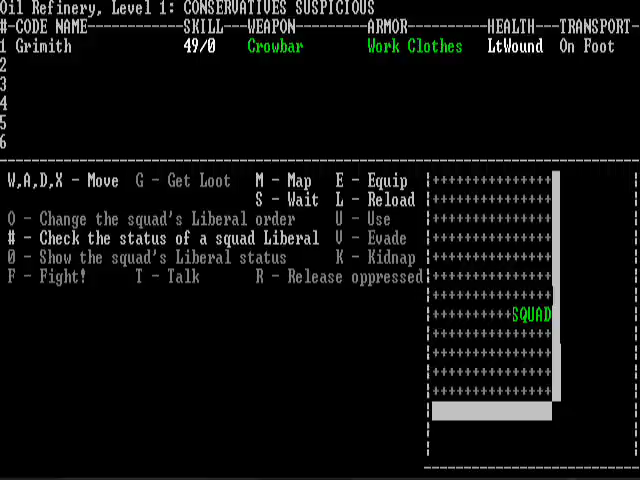 Oil Refinery, Level 1: CONSERVATIVES SUSPICIOUS
#-CODE NAME------------SKILL---WEAPON---------ARMOR----------HEALTH---TRANSPORT-
1 Grimith 49/0 Crowbar Work Clothes LtWound On Foot
2
3
4
5
6
W,A,D,X - Move G - Get Loot M - Map E - Equip
S - Wait L - Reload
O - Change the squad's Liberal order U - Use
# - Check the status of a squad Liberal V - Evade
0 - Show the squad's Liberal status K - Kidnap
F - Fight! T - Talk R - Release oppressed
+++++++++++++++
+++++++++++++++
+++++++++++++++
+++++++++++++++
+++++++++++++++
+++++++++++++++
+++++++++++++++
++++++++++SQUAD
+++++++++++++++
+++++++++++++++
+++++++++++++++
+++++++++++++++